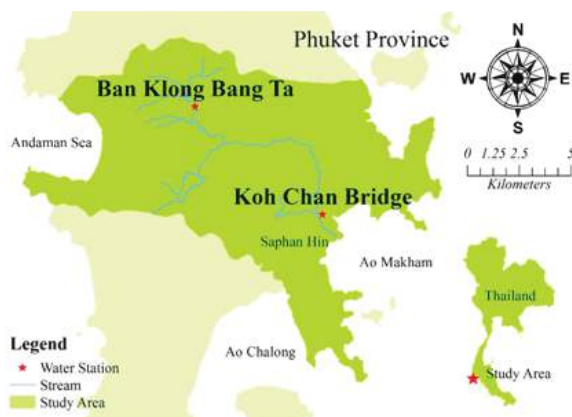 Phuket Province
N
W E
S
Ban Klong Bang Ta
Andaman Sea
0 1.25 2.5 5
Kilometers
Koh Chan Bridge
Saphan Hin
Ao Makham
Thailand
Ao Chalong
Study Area
Legend
Water Station
Stream
Study Area